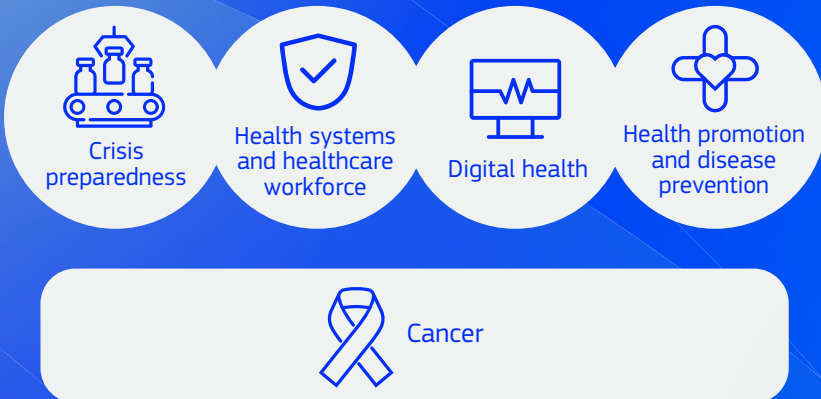 Crisis
preparedness
Health systems
and healthcare
workforce
Digital health
Health promotion
and disease
prevention
Cancer